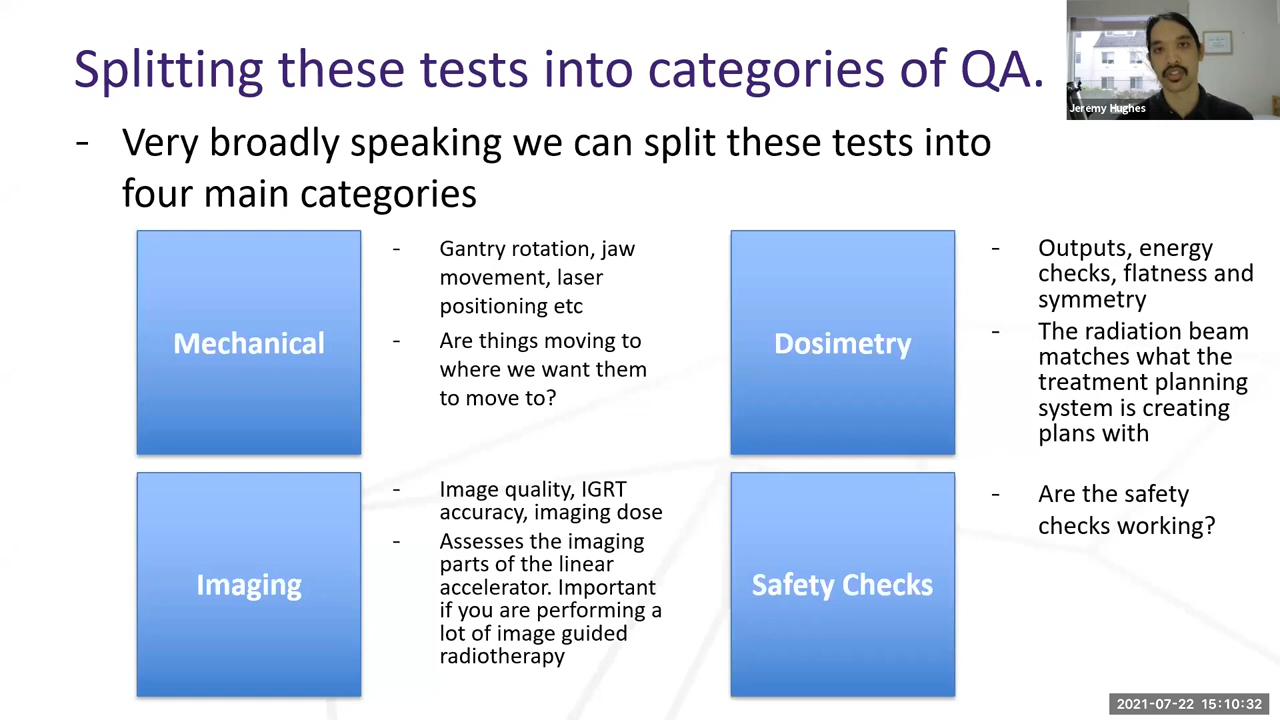 Splitting these tests into categories of QA.
Jeremy Hughes
- Very broadly speaking we can split these tests into
four main categories
Mechanical
- Gantry rotation, jaw
movement, laser
positioning etc
- Are things moving to
where we want them
to move to?
Dosimetry
- Outputs, energy
checks, flatness and
symmetry
- The radiation beam
matches what the
treatment planning
system is creating
plans with
Imaging
- Image quality, IGRT
accuracy, imaging dose
- Assesses the imaging
parts of the linear
accelerator. Important
if you are performing a
lot of image guided
radiotherapy
Safety Checks
- Are the safety
checks working?
2021-07-22 15:10:32